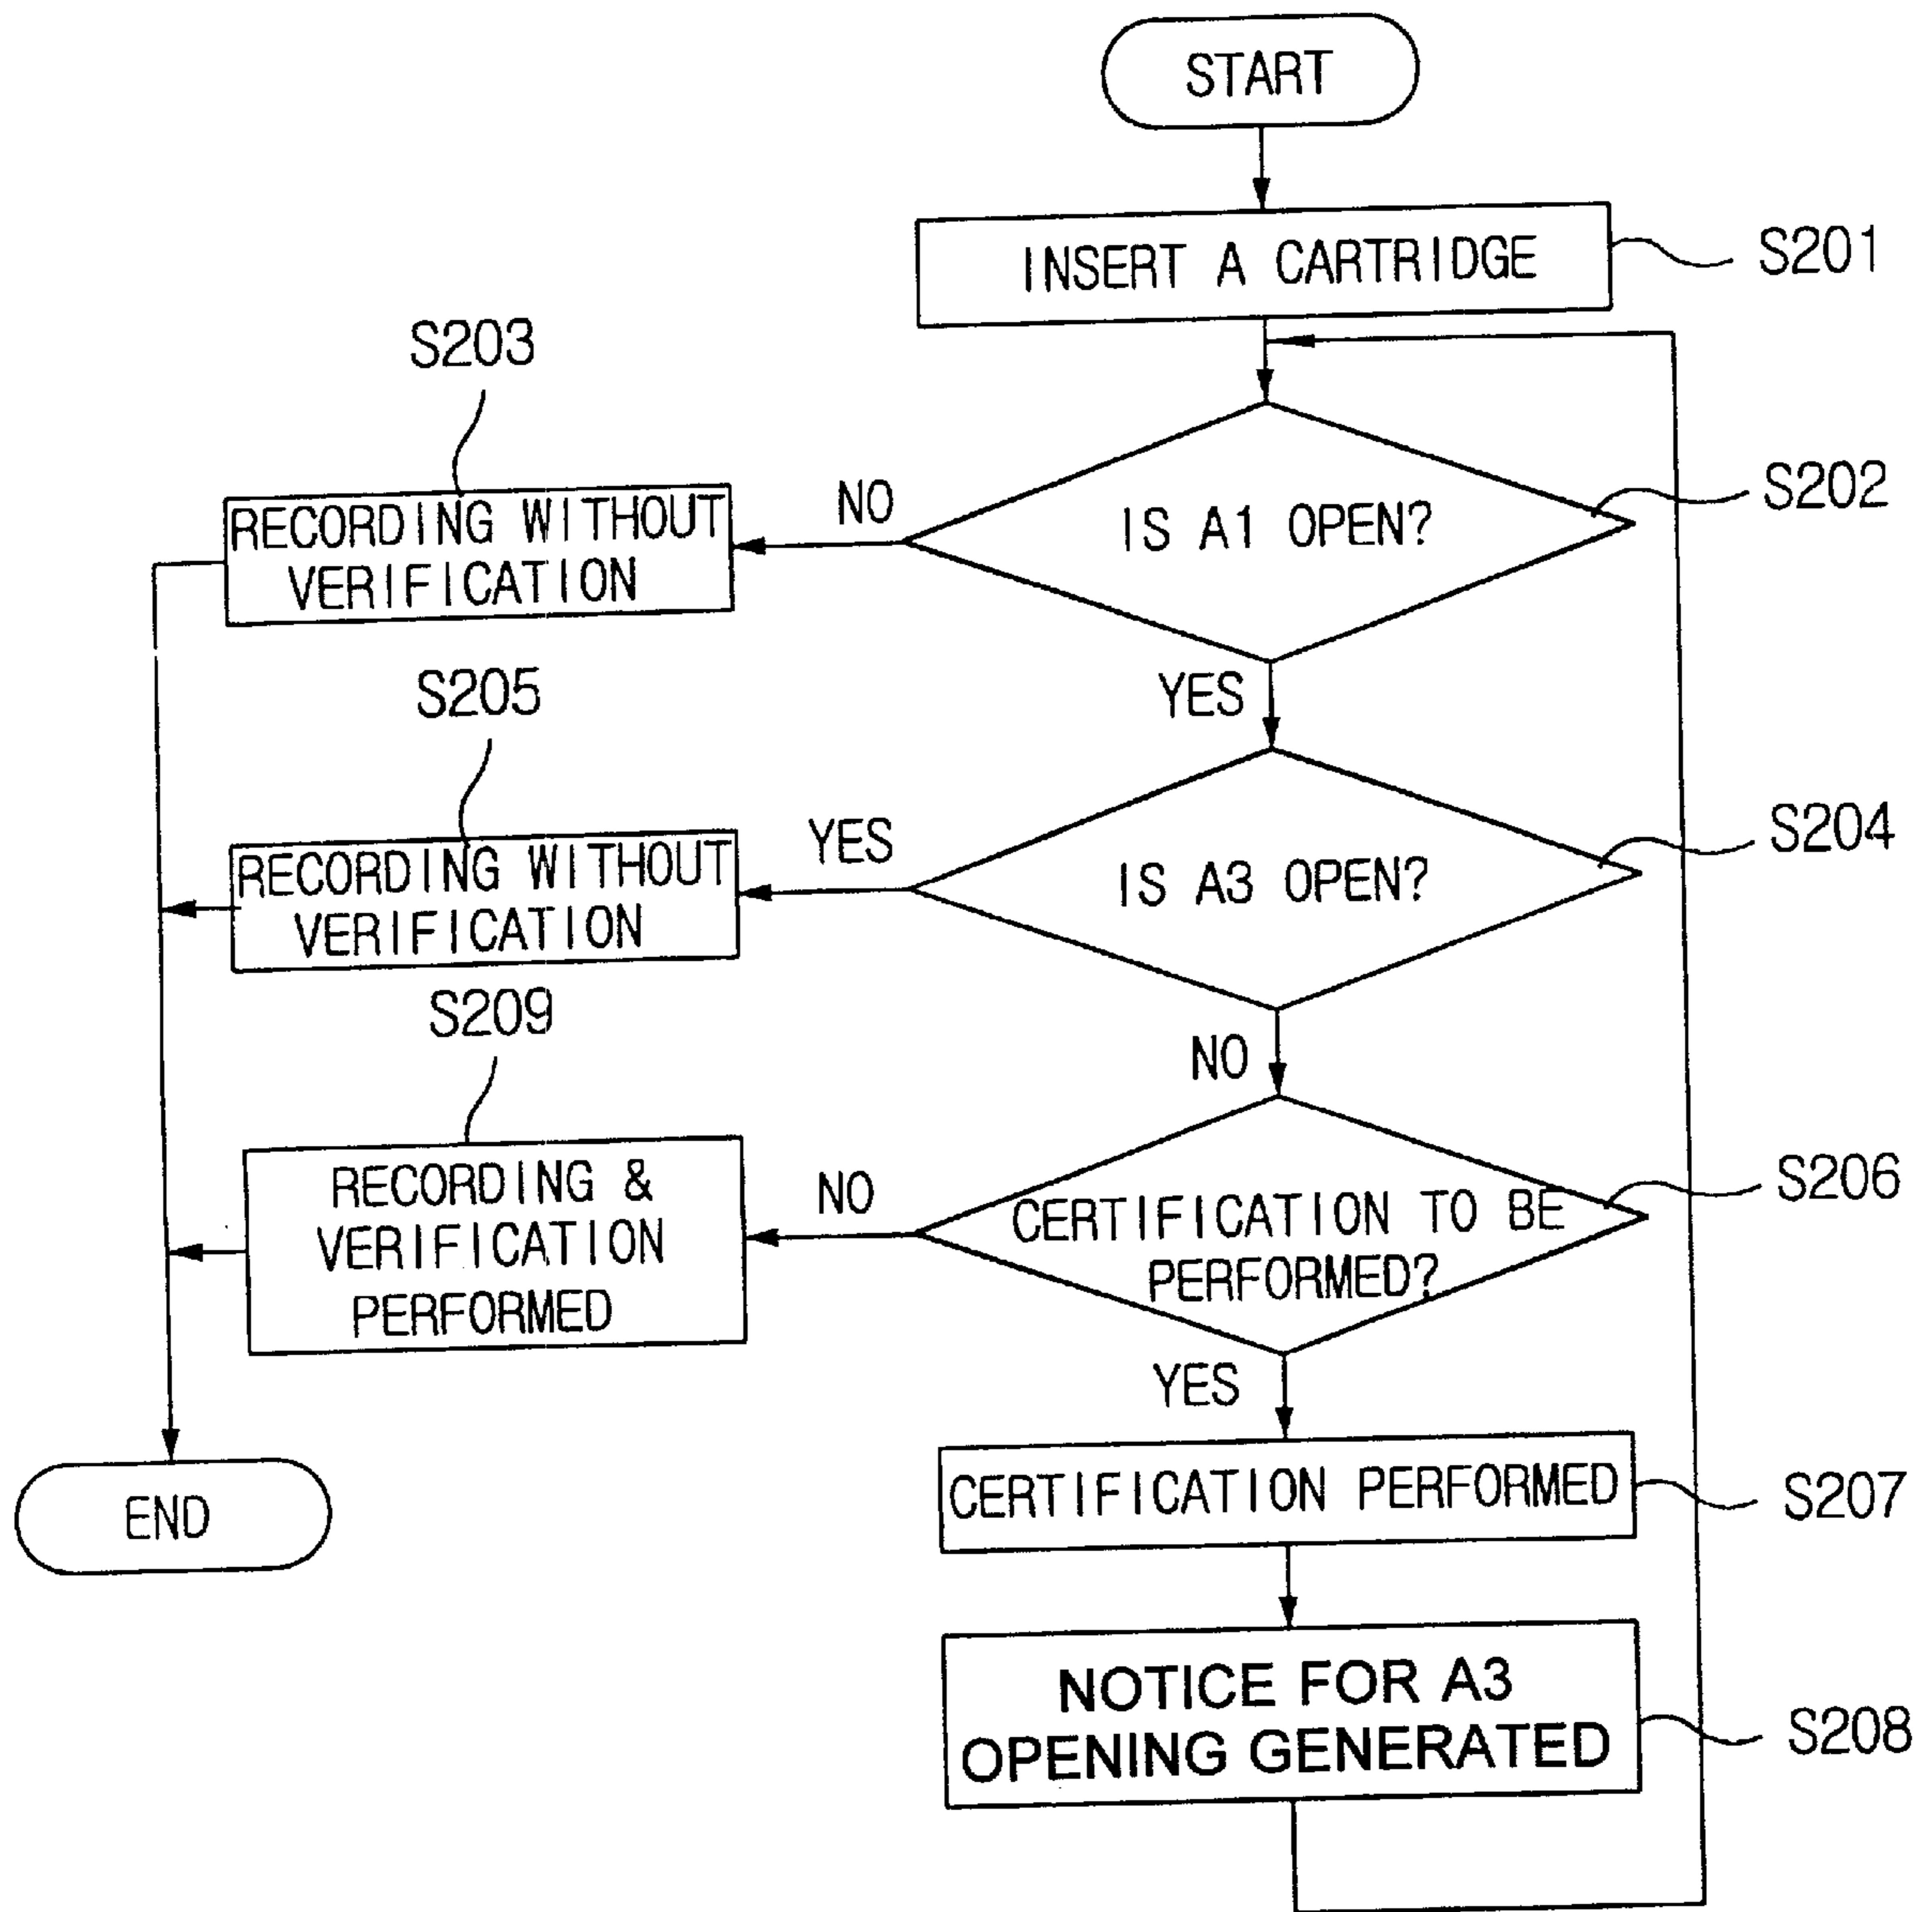 START
INSERT A CARTRIDGE
S201
S203
S202
NO
IS A1 OPEN?
RECORDING WITHOUT
VERIFICATION
YES
S205
S204
YES
IS A3 OPEN?
RECORDING WITHOUT
VERIFICATION
NO
S209
S206
NO
CERTIFICATION TO BE
PERFORMED?
RECORDING &
VERIFICATION
PERFORMED
YES
END
CERTIFICATION PERFORMED
S207
NOTICE FOR A3
OPENING GENERATED
S208